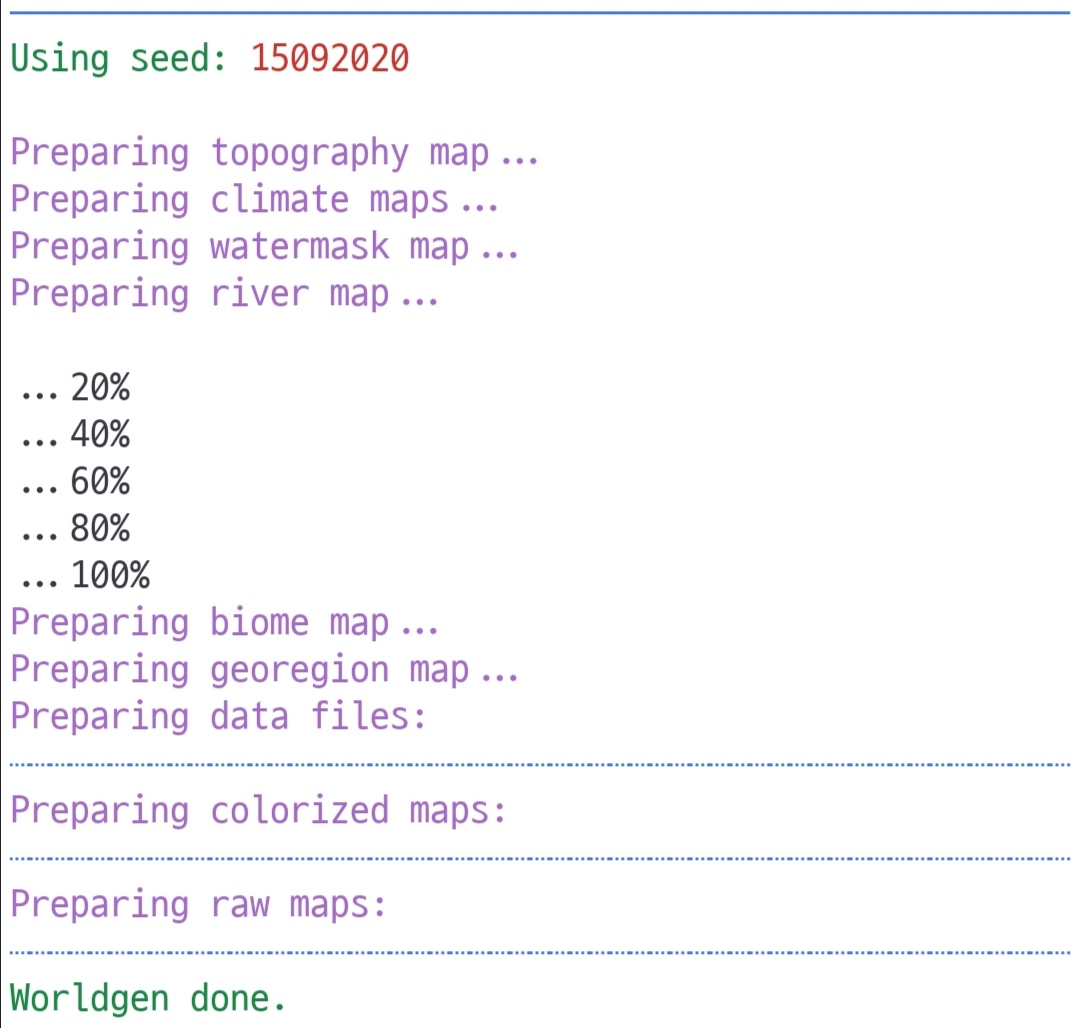 Using seed: 15092020
Preparing topography map...
Preparing climate maps...
Preparing watermask map...
Preparing river map...
... 20%
... 40%
... 60%
... 80%
... 100%
Preparing biome map...
Preparing georegion map...
Preparing data files:
Preparing colorized maps:
Preparing raw maps:
Worldgen done.